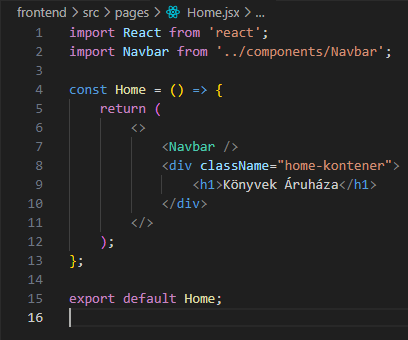 frontend > src > pages > Home.jsx > ...
1 import React from 'react';
2 import Navbar from '../components/Navbar';
3
4 const Home = () => {
5     return (
6         <>
7             <Navbar />
8             <div className="home-kontener">
9                 <h1>Könyvek Áruháza</h1>
10             </div>
11         </>
12     );
13 };
14
15 export default Home;
16